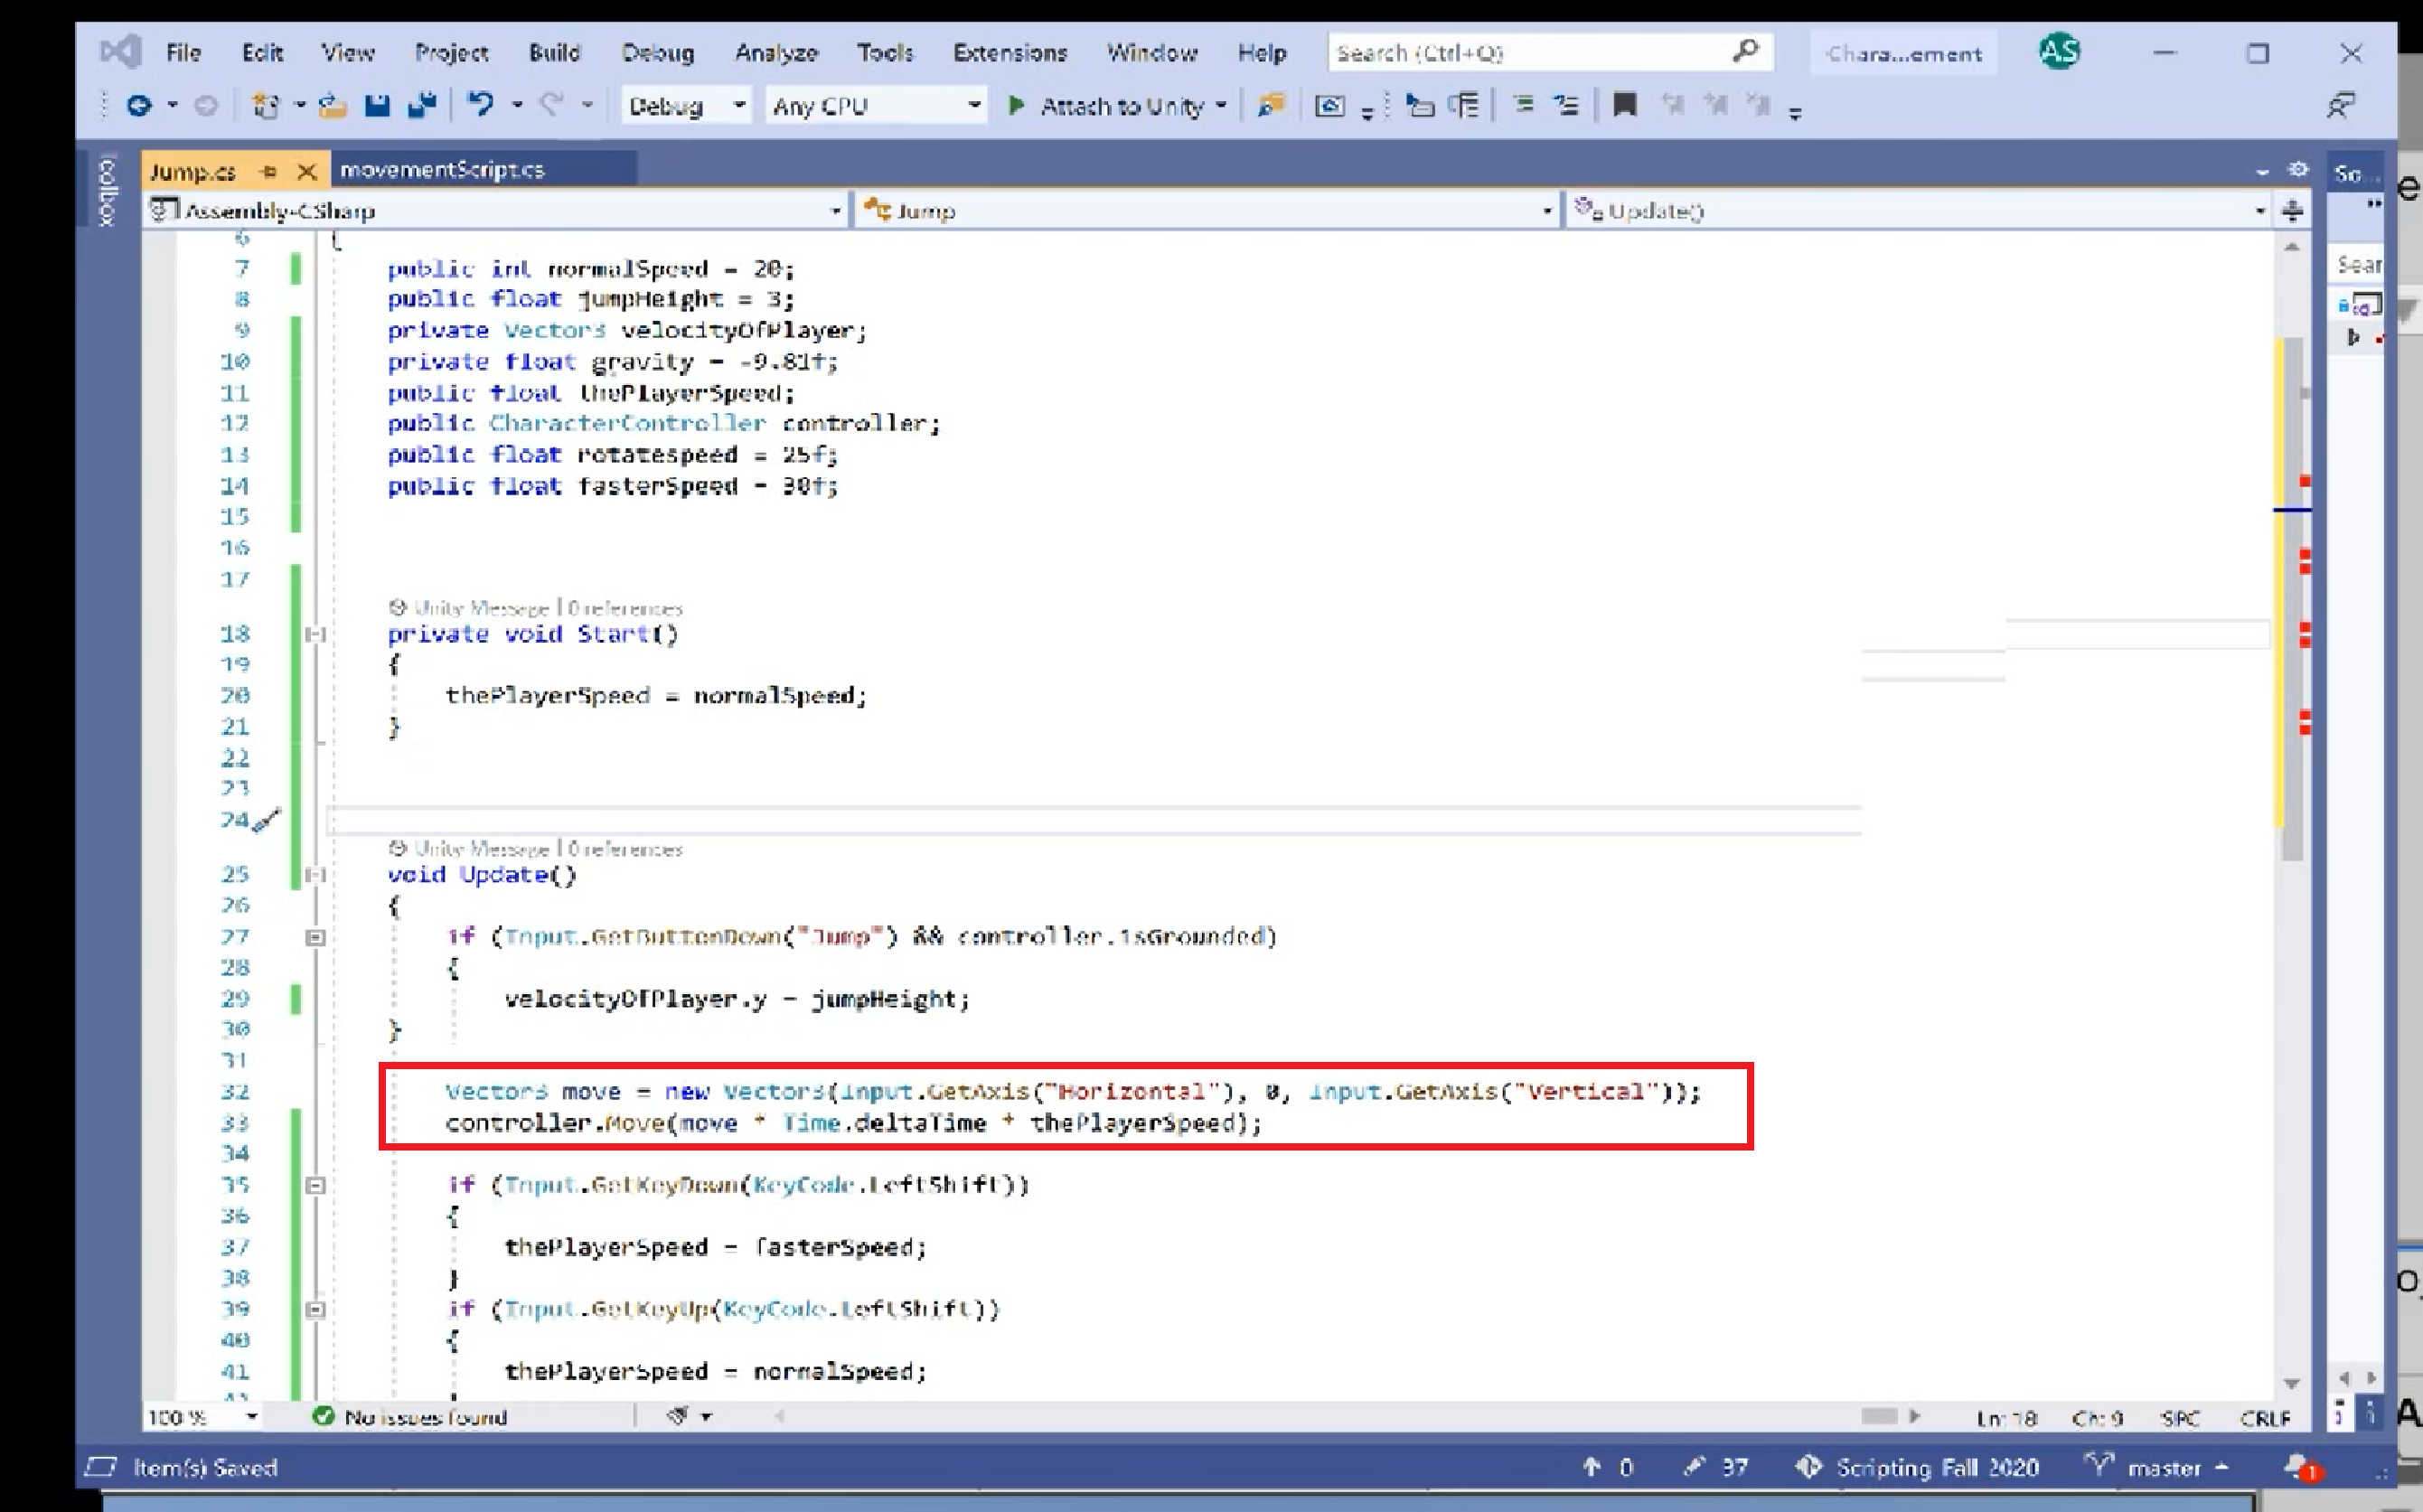 File Edit View Project Build Debug Analyze Tools Extensions Window Help Search (Ctrl+Q) Chara...ement AS
Debug Any CPU Attach to Unity
Toolbox
Jump.cs movementScript.cs
So...
Assembly-CSharp Jump Update()
Sear
6 {
7 public int normalSpeed = 20;
8 public float jumpHeight = 3;
9 private Vector3 velocityOfPlayer;
10 private float gravity = -9.81f;
11 public float thePlayerSpeed;
12 public CharacterController controller;
13 public float rotatespeed = 25f;
14 public float fasterSpeed = 30f;
15
16
17
Unity Message | 0 references
18 private void Start()
19 {
20 thePlayerSpeed = normalSpeed;
21 }
22
23
24
Unity Message | 0 references
25 void Update()
26 {
27 if (Input.GetButtonDown("Jump") && controller.isGrounded)
28 {
29 velocityOfPlayer.y = jumpHeight;
30 }
31
32 Vector3 move = new Vector3(Input.GetAxis("Horizontal"), 0, Input.GetAxis("Vertical"));
33 controller.Move(move * Time.deltaTime * thePlayerSpeed);
34
35 if (Input.GetKeyDown(KeyCode.LeftShift))
36 {
37 thePlayerSpeed = fasterSpeed;
38 }
39 if (Input.GetKeyUp(KeyCode.LeftShift))
40 {
41 thePlayerSpeed = normalSpeed;
100 % No issues found Ln: 18 Ch: 9 SPC CRLF
Item(s) Saved 0 37 Scripting Fall 2020 master 1